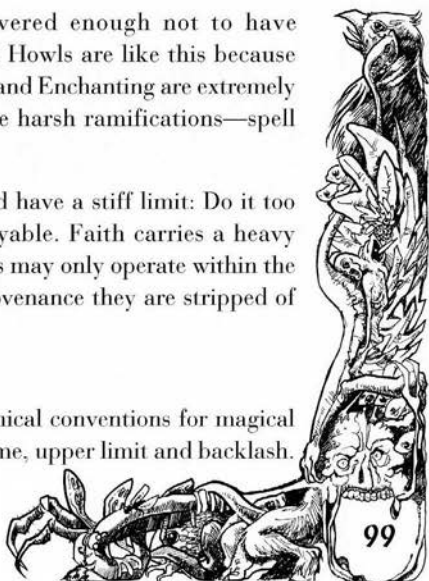 vered enough not to have
Howls are like this because
and Enchanting are extremely
e harsh ramifications—spell
d have a stiff limit: Do it too
yable. Faith carries a heavy
s may only operate within the
ovenance they are stripped of
nical conventions for magical
me, upper limit and backlash.
99